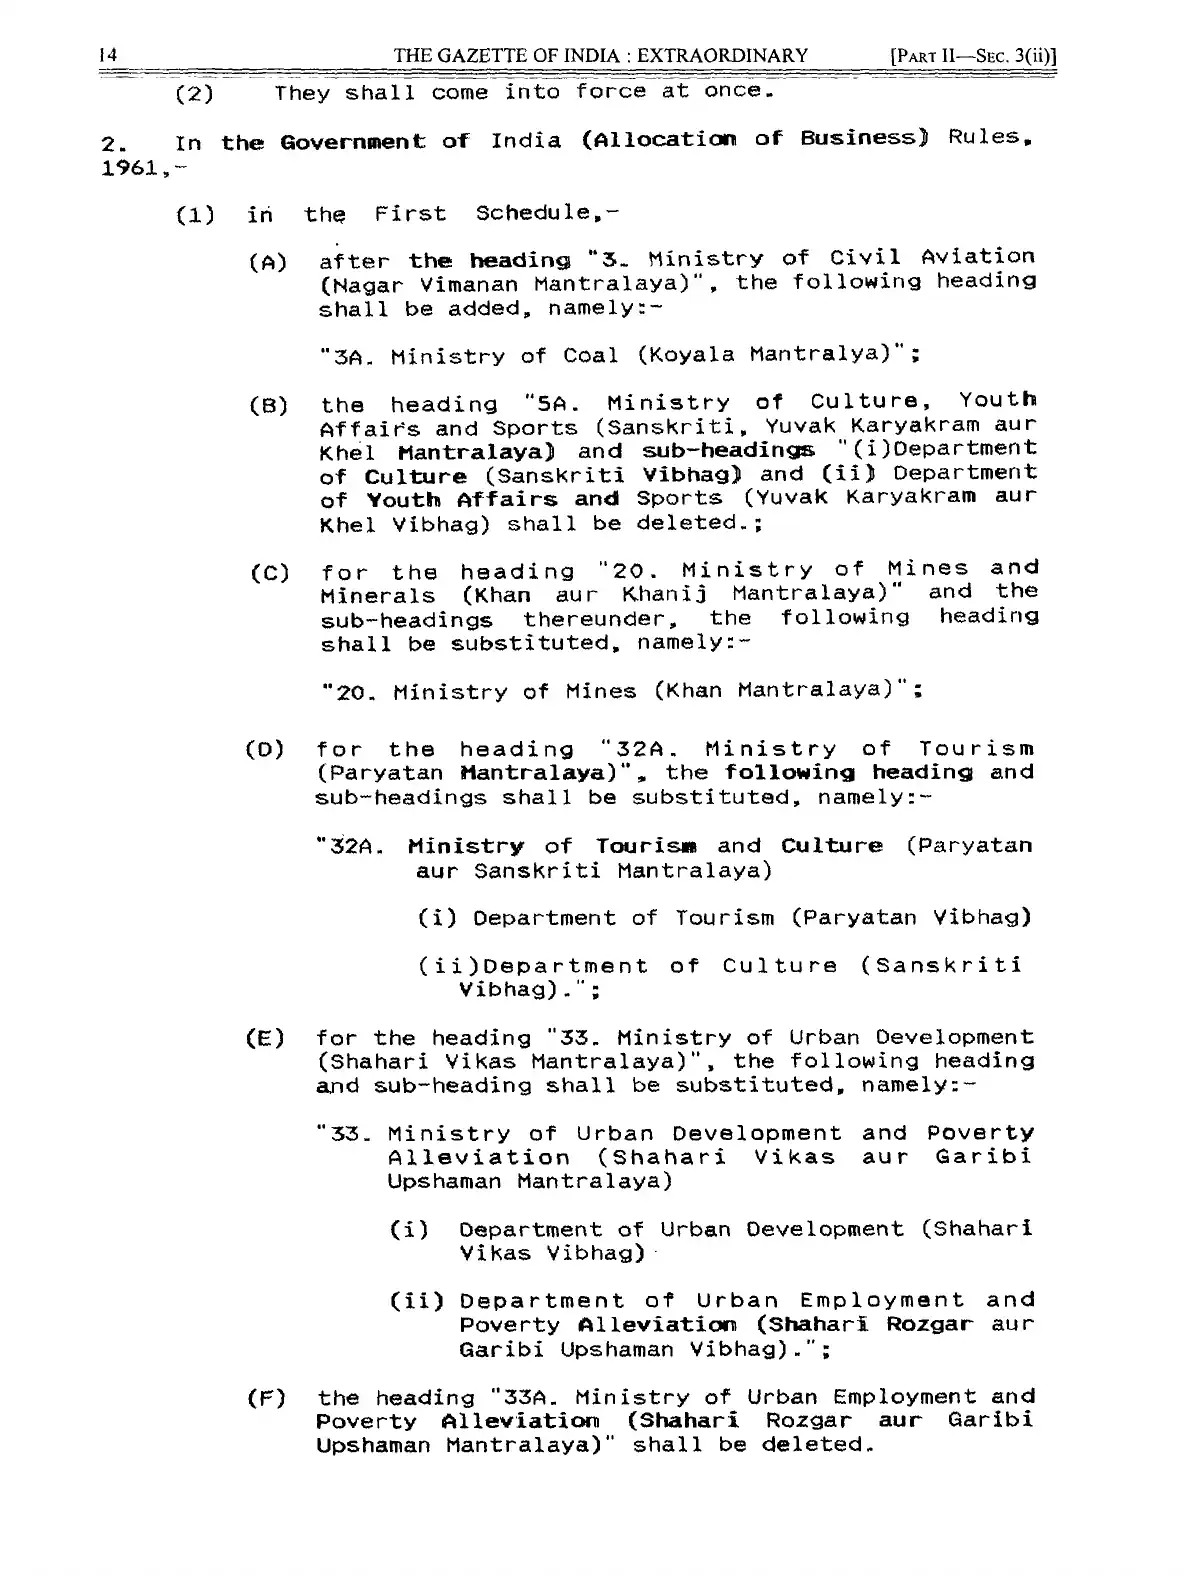 14 THE GAZETTE OF INDIA : EXTRAORDINARY [PART II—SEC. 3(ii)]
(2) They shall come into force at once.
2. In the Government of India (Allocation of Business) Rules,
1961,-
(1) in the First Schedule,-
(A) after the heading "3. Ministry of Civil Aviation
(Nagar Vimanan Mantralaya)", the following heading
shall be added, namely:-
"3A. Ministry of Coal (Koyala Mantralya)";
(B) the heading "5A. Ministry of Culture, Youth
Affairs and Sports (Sanskriti, Yuvak Karyakram aur
Khel Mantralaya) and sub-headings "(i)Department
of Culture (Sanskriti Vibhag) and (ii) Department
of Youth Affairs and Sports (Yuvak Karyakram aur
Khel Vibhag) shall be deleted.;
(C) for the heading "20. Ministry of Mines and
Minerals (Khan aur Khanij Mantralaya)" and the
sub-headings thereunder, the following heading
shall be substituted, namely:-
"20. Ministry of Mines (Khan Mantralaya)";
(D) for the heading "32A. Ministry of Tourism
(Paryatan Mantralaya)", the following heading and
sub-headings shall be substituted, namely:-
"32A. Ministry of Tourism and Culture (Paryatan
aur Sanskriti Mantralaya)
(i) Department of Tourism (Paryatan Vibhag)
(ii)Department of Culture (Sanskriti
Vibhag).";
(E) for the heading "33. Ministry of Urban Development
(Shahari Vikas Mantralaya)", the following heading
and sub-heading shall be substituted, namely:-
"33. Ministry of Urban Development and Poverty
Alleviation (Shahari Vikas aur Garibi
Upshaman Mantralaya)
(i) Department of Urban Development (Shahari
Vikas Vibhag)
(ii) Department of Urban Employment and
Poverty Alleviation (Shahari Rozgar aur
Garibi Upshaman Vibhag).";
(F) the heading "33A. Ministry of Urban Employment and
Poverty Alleviation (Shahari Rozgar aur Garibi
Upshaman Mantralaya)" shall be deleted.